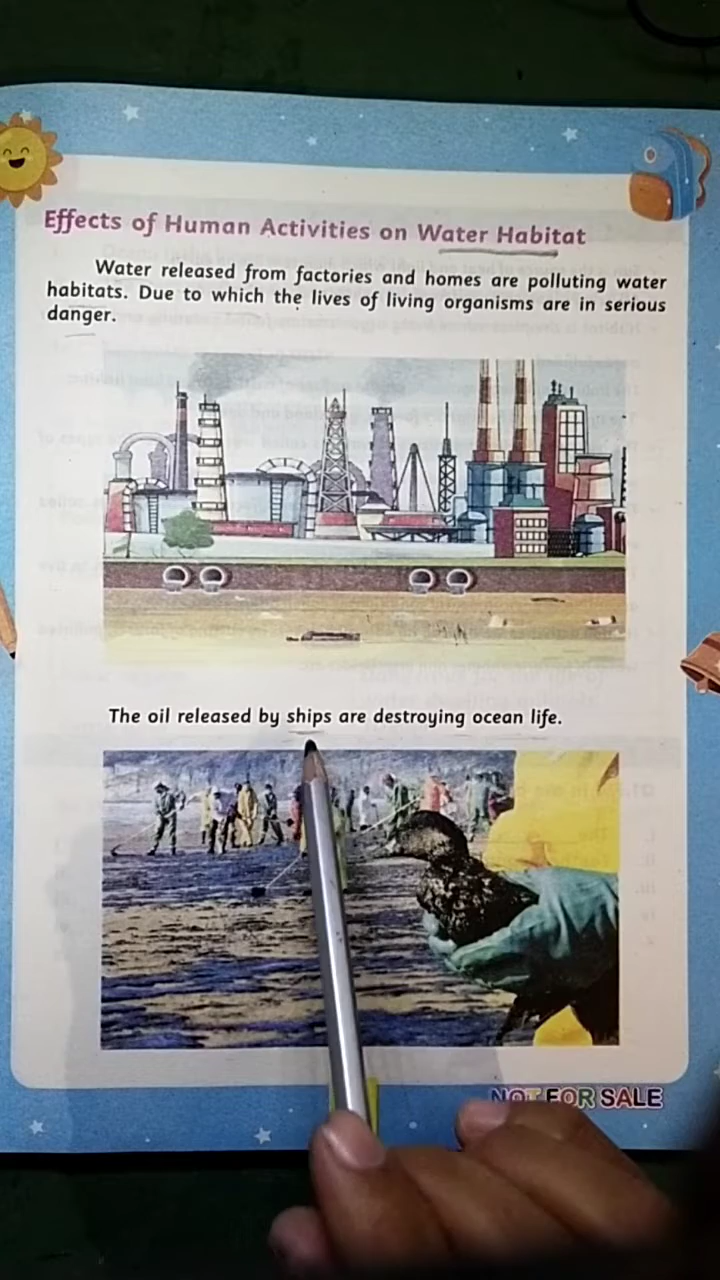 Effects of Human Activities on Water Habitat
Water released from factories and homes are polluting water
habitats. Due to which the lives of living organisms are in serious
danger.
The oil released by ships are destroying ocean life.
NOT FOR SALE